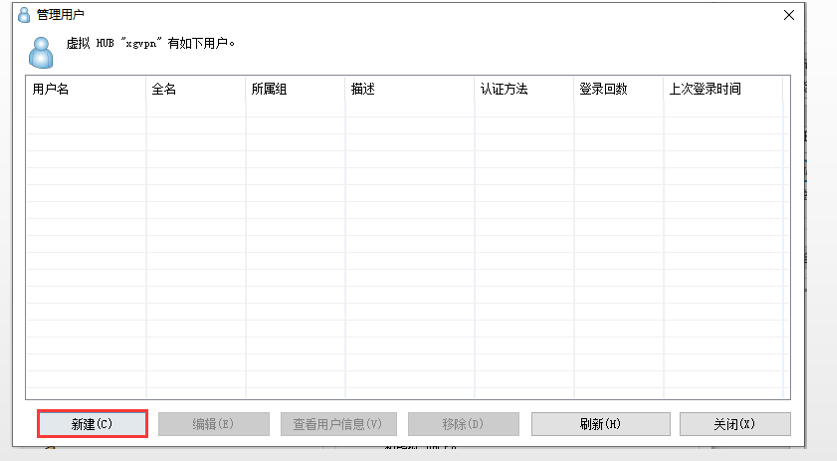 管理用户
虚拟 HUB "xgvpn" 有如下用户。
用户名 全名 所属组 描述 认证方法 登录回数 上次登录时间
新建(C) 编辑(E) 查看用户信息(V) 移除(D) 刷新(H) 关闭(X)